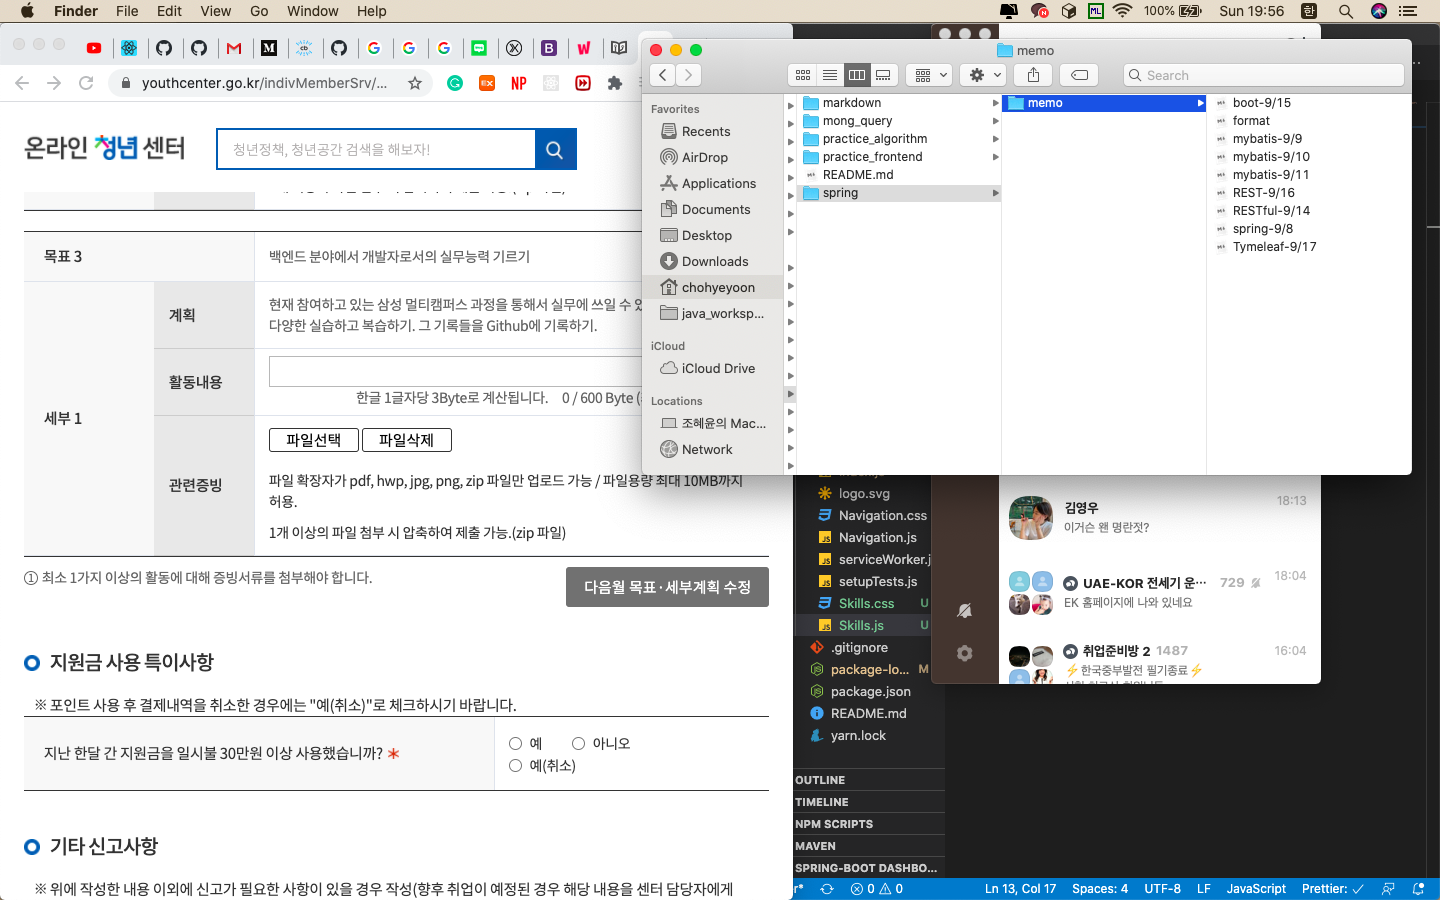 Finder File Edit View Go Window Help 100% Sun 19:56 한
youthcenter.go.kr/indivMemberSrv/...
온라인 청년 센터
청년정책, 청년공간 검색을 해보자!
목표 3
백엔드 분야에서 개발자로서의 실무능력 기르기
세부 1
계획
현재 참여하고 있는 삼성 멀티캠퍼스 과정을 통해서 실무에 쓰일 수
다양한 실습하고 복습하기. 그 기록들을 Github에 기록하기.
활동내용
한글 1글자당 3Byte로 계산됩니다. 0 / 600 Byte
관련증빙
파일선택 파일삭제
파일 확장자가 pdf, hwp, jpg, png, zip 파일만 업로드 가능 / 파일용량 최대 10MB까지
허용.
1개 이상의 파일 첨부 시 압축하여 제출 가능.(zip 파일)
① 최소 1가지 이상의 활동에 대해 증빙서류를 첨부해야 합니다.
다음월 목표·세부계획 수정
지원금 사용 특이사항
※ 포인트 사용 후 결제내역을 취소한 경우에는 "예(취소)"로 체크하시기 바랍니다.
지난 한달 간 지원금을 일시불 30만원 이상 사용했습니까? *
예 아니오
예(취소)
기타 신고사항
※ 위에 작성한 내용 이외에 신고가 필요한 사항이 있을 경우 작성(향후 취업이 예정된 경우 해당 내용을 센터 담당자에게
memo
Search
Favorites
Recents
AirDrop
Applications
Documents
Desktop
Downloads
chohyeyoon
java_worksp...
iCloud
iCloud Drive
Locations
조혜윤의 Mac...
Network
markdown
mong_query
practice_algorithm
practice_frontend
README.md
spring
memo
boot-9/15
format
mybatis-9/9
mybatis-9/10
mybatis-9/11
REST-9/16
RESTful-9/14
spring-9/8
Tymeleaf-9/17
logo.svg
Navigation.css
Navigation.js
serviceWorker.j
setupTests.js
Skills.css U
Skills.js U
.gitignore
package-lo... M
package.json
README.md
yarn.lock
OUTLINE
TIMELINE
NPM SCRIPTS
MAVEN
SPRING-BOOT DASHBO...
김영우 18:13
이거슨 왠 명란젓?
UAE-KOR 전세기 운... 729 18:04
EK 홈페이지에 나와 있네요
취업준비방 2 1487 16:04
⚡한국중부발전 필기종료⚡
0 0 Ln 13, Col 17 Spaces: 4 UTF-8 LF JavaScript Prettier: ✓